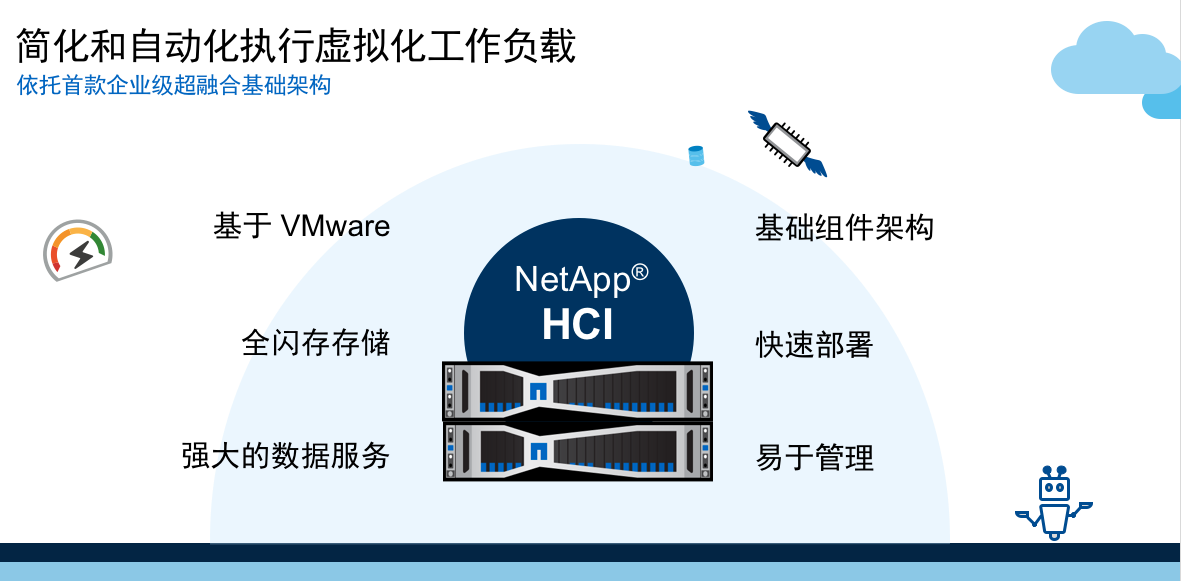 简化和自动化执行虚拟化工作负载
依托首款企业级超融合基础架构
基于 VMware
全闪存存储
强大的数据服务
NetApp®
HCI
基础组件架构
快速部署
易于管理